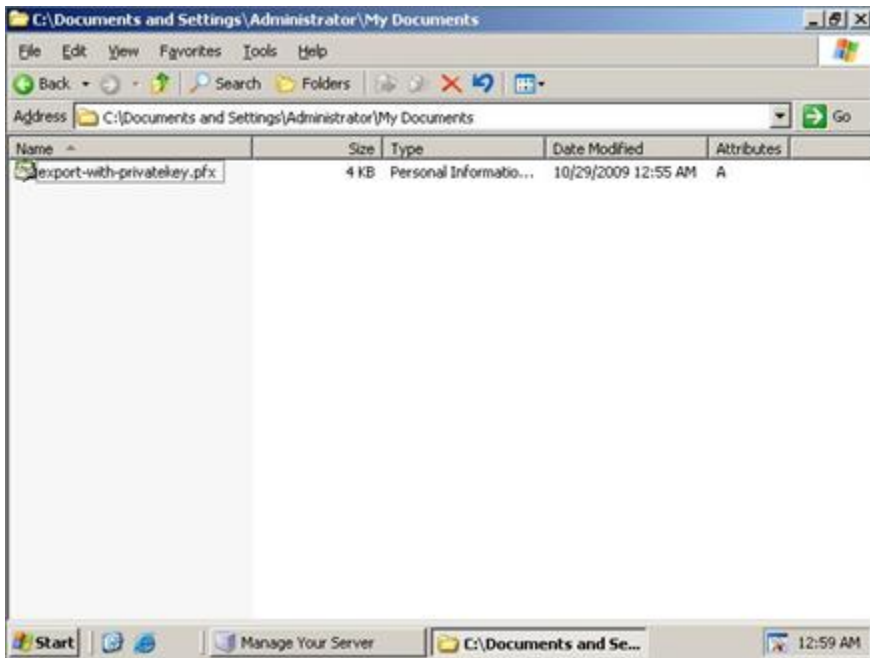 C:\Documents and Settings\Administrator\My Documents
File Edit View Favorites Tools Help
Back Search Folders
Address C:\Documents and Settings\Administrator\My Documents Go
Name Size Type Date Modified Attributes
export-with-privatekey.pfx 4 KB Personal Informatio... 10/29/2009 12:55 AM A
Start Manage Your Server C:\Documents and Se... 12:59 AM